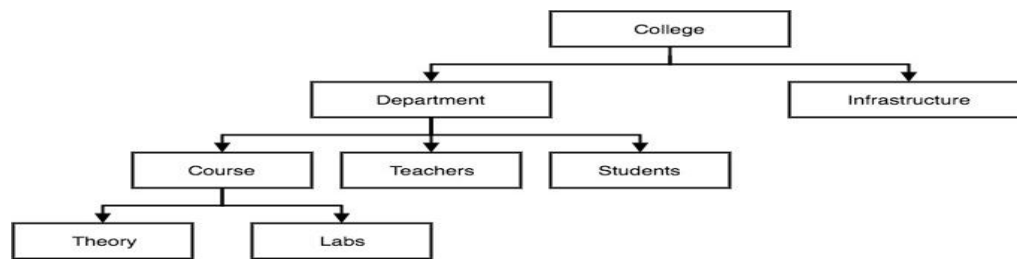 College
Department
Infrastructure
Course
Teachers
Students
Theory
Labs